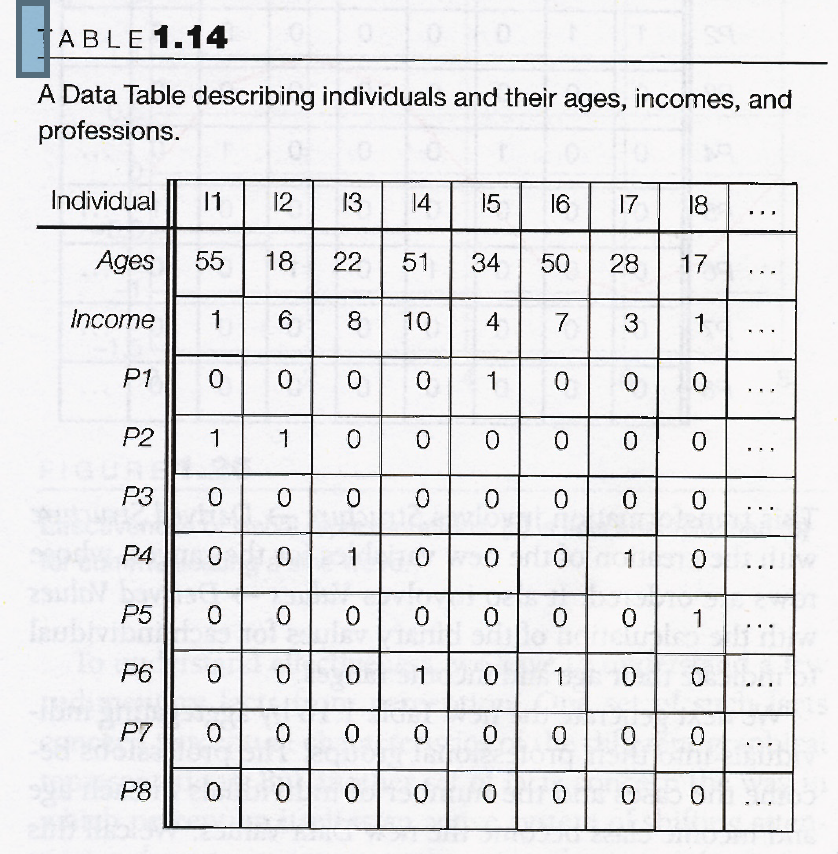 TABLE 1.14
A Data Table describing individuals and their ages, incomes, and
professions.
Individual I1 I2 I3 I4 I5 I6 I7 I8 ...
Ages 55 18 22 51 34 50 28 17 ...
Income 1 6 8 10 4 7 3 1 ...
P1 0 0 0 0 1 0 0 0 ...
P2 1 1 0 0 0 0 0 0 ...
P3 0 0 0 0 0 0 0 0 ...
P4 0 0 1 0 0 0 1 0 ...
P5 0 0 0 0 0 0 0 1 ...
P6 0 0 0 0 0 1 0 0 ...
P7 0 0 0 0 0 0 0 0 ...
P8 0 0 0 0 0 0 0 0 ...